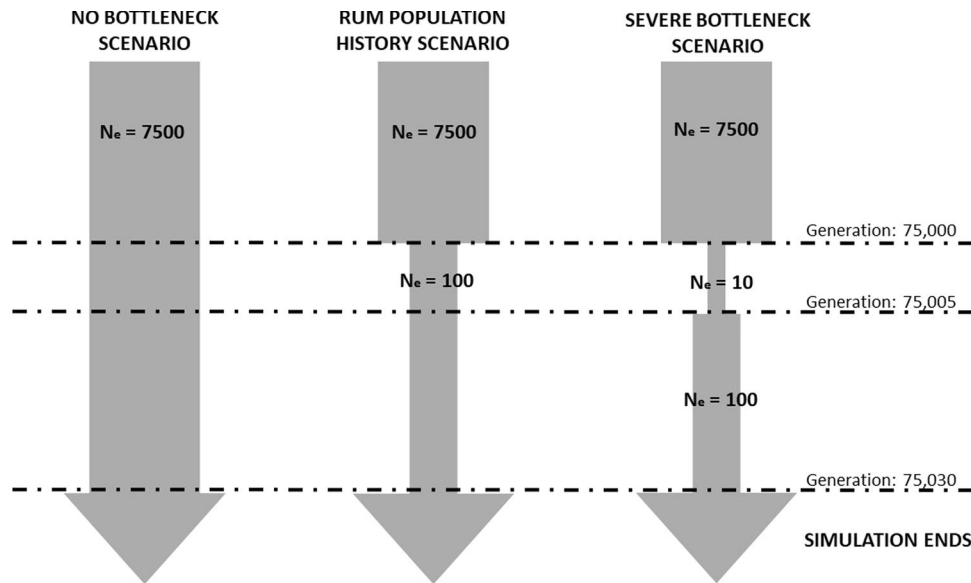 NO BOTTLENECK
SCENARIO
RUM POPULATION
HISTORY SCENARIO
SEVERE BOTTLENECK
SCENARIO
Nₑ = 7500
Nₑ = 7500
Nₑ = 7500
Generation: 75,000
Nₑ = 100
Nₑ = 10
Generation: 75,005
Nₑ = 100
Generation: 75,030
SIMULATION ENDS